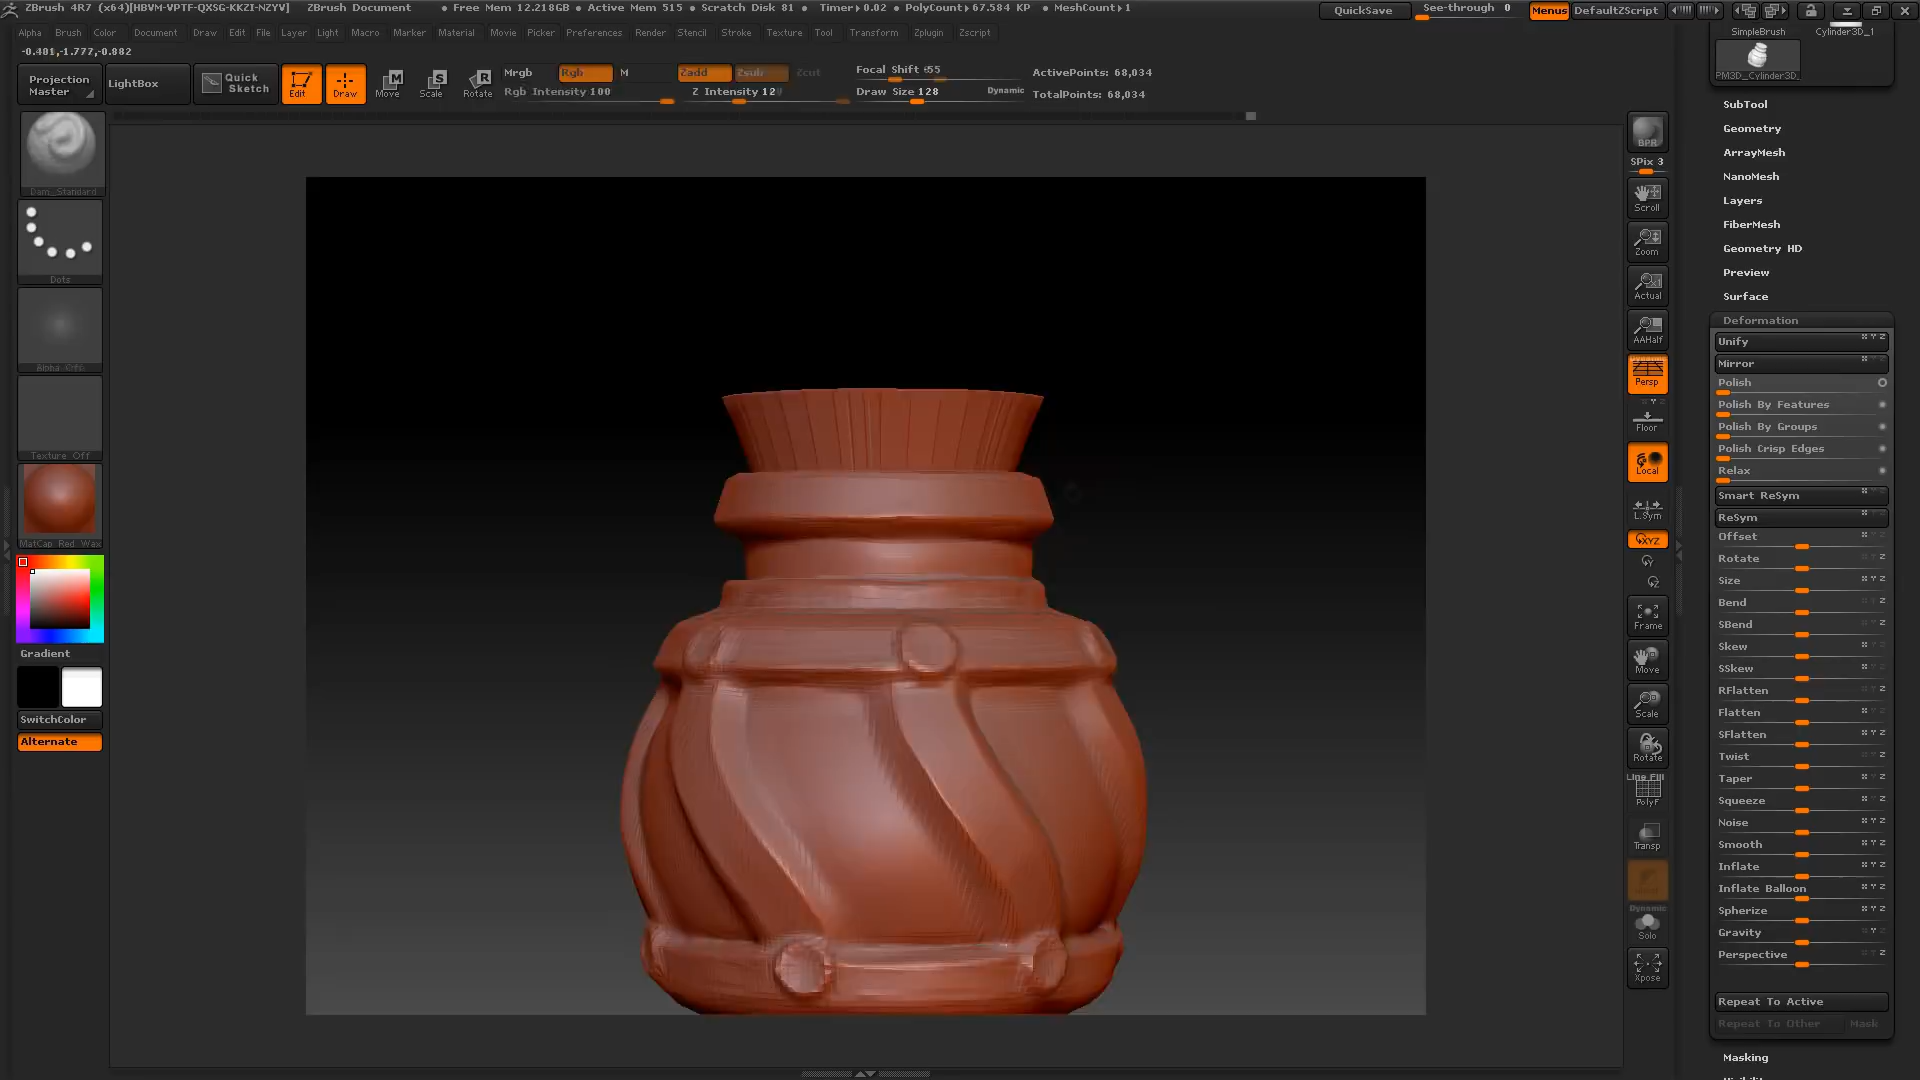 ZBrush 4R7 (x64)[HBVM-VPTF-QXSG-KKZI-NZYV] ZBrush Document • Free Mem 12.218GB • Active Mem 515 • Scratch Disk 81 • Timer▸0.02 • PolyCount▸67.584 KP • MeshCount▸1 QuickSave See-through 0 Menus DefaultZScript
Alpha Brush Color Document Draw Edit File Layer Light Macro Marker Material Movie Picker Preferences Render Stencil Stroke Texture Tool Transform Zplugin Zscript
SimpleBrush Cylinder3D_1
-0.401,-1.777,-0.882
PM3D_Cylinder3D_
Projection Master
LightBox
Quick Sketch
Edit Draw Move Scale Rotate
Mrgb Rgb M Zadd Zsub Zcut
Rgb Intensity 100 Z Intensity 12
Focal Shift -55
Draw Size 128 Dynamic
ActivePoints: 68,034
TotalPoints: 68,034
Dam_Standard
Dots
Alpha Off
Texture Off
MatCap Red Wax
Gradient
SwitchColor
Alternate
BPR
SPix 3
Scroll
Zoom
Actual
AAHalf
Persp
Floor
Local
L.Sym
XYZ
Y
Z
Frame
Move
Scale
Rotate
Line Fill
PolyF
Transp
Dynamic
Solo
Xpose
SubTool
Geometry
ArrayMesh
NanoMesh
Layers
FiberMesh
Geometry HD
Preview
Surface
Deformation
Unify
Mirror
Polish
Polish By Features
Polish By Groups
Polish Crisp Edges
Relax
Smart ReSym
ReSym
Offset
Rotate
Size
Bend
SBend
Skew
SSkew
RFlatten
Flatten
SFlatten
Twist
Taper
Squeeze
Noise
Smooth
Inflate
Inflate Balloon
Spherize
Gravity
Perspective
Repeat To Active
Repeat To Other Mask
Masking